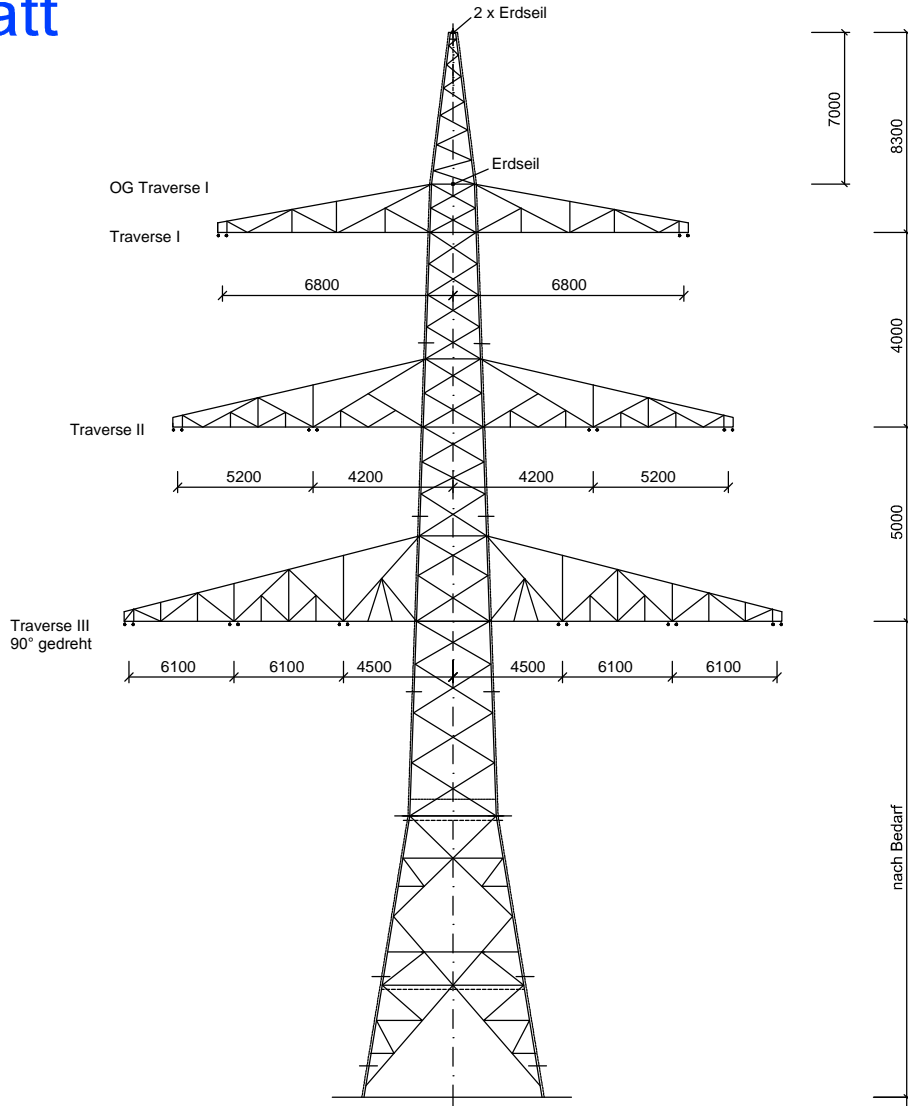 att
2 x Erdseil
7000
8300
Erdseil
OG Traverse I
Traverse I
6800 6800
4000
Traverse II
5200 4200 4200 5200
5000
Traverse III
90° gedreht
6100 6100 4500 4500 6100 6100
nach Bedarf